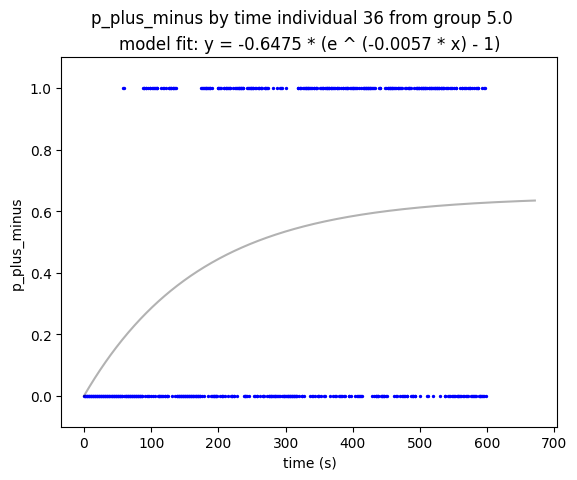 p_plus_minus by time individual 36 from group 5.0
model fit: y = -0.6475 * (e ^ (-0.0057 * x) - 1)
1.0
0.8
0.6
0.4
0.2
0.0
p_plus_minus
0 100 200 300 400 500 600 700
time (s)